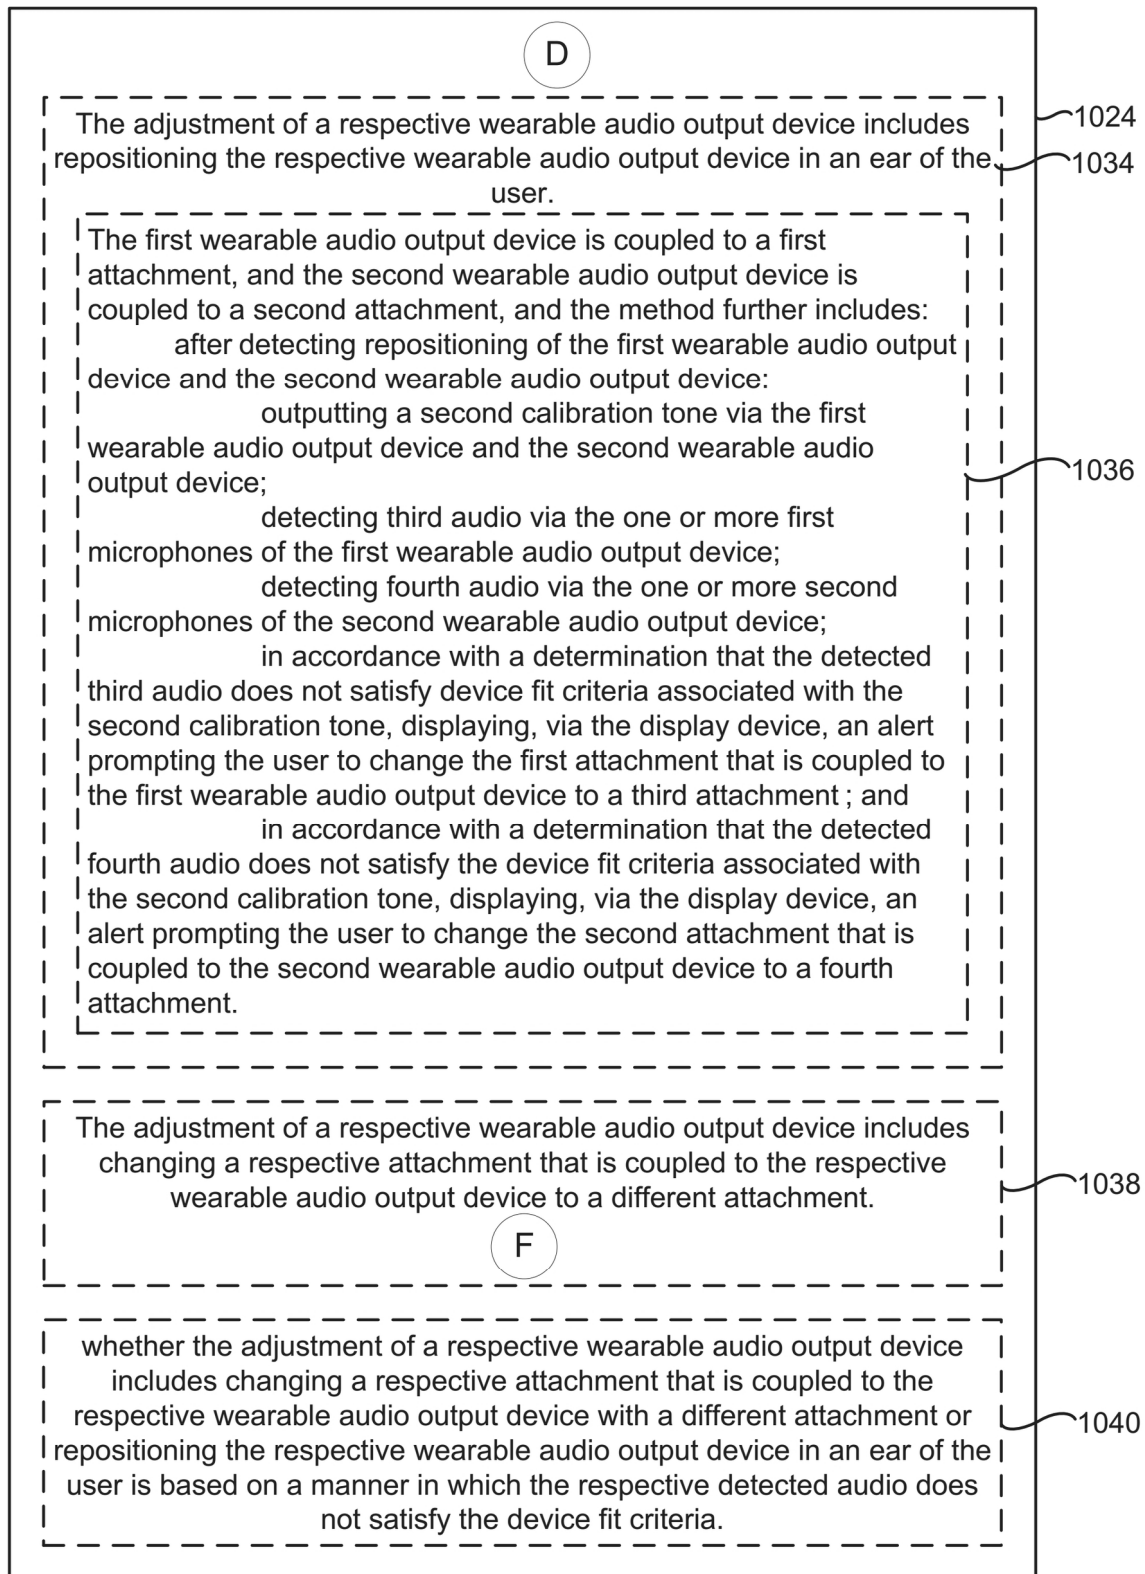 D
The adjustment of a respective wearable audio output device includes
repositioning the respective wearable audio output device in an ear of the
user.
1024
1034
The first wearable audio output device is coupled to a first
attachment, and the second wearable audio output device is
coupled to a second attachment, and the method further includes:
after detecting repositioning of the first wearable audio output
device and the second wearable audio output device:
outputting a second calibration tone via the first
wearable audio output device and the second wearable audio
output device;
1036
detecting third audio via the one or more first
microphones of the first wearable audio output device;
detecting fourth audio via the one or more second
microphones of the second wearable audio output device;
in accordance with a determination that the detected
third audio does not satisfy device fit criteria associated with the
second calibration tone, displaying, via the display device, an alert
prompting the user to change the first attachment that is coupled to
the first wearable audio output device to a third attachment ; and
in accordance with a determination that the detected
fourth audio does not satisfy the device fit criteria associated with
the second calibration tone, displaying, via the display device, an
alert prompting the user to change the second attachment that is
coupled to the second wearable audio output device to a fourth
attachment.
The adjustment of a respective wearable audio output device includes
changing a respective attachment that is coupled to the respective
wearable audio output device to a different attachment.
1038
F
whether the adjustment of a respective wearable audio output device
includes changing a respective attachment that is coupled to the
respective wearable audio output device with a different attachment or
repositioning the respective wearable audio output device in an ear of the
user is based on a manner in which the respective detected audio does
not satisfy the device fit criteria.
1040